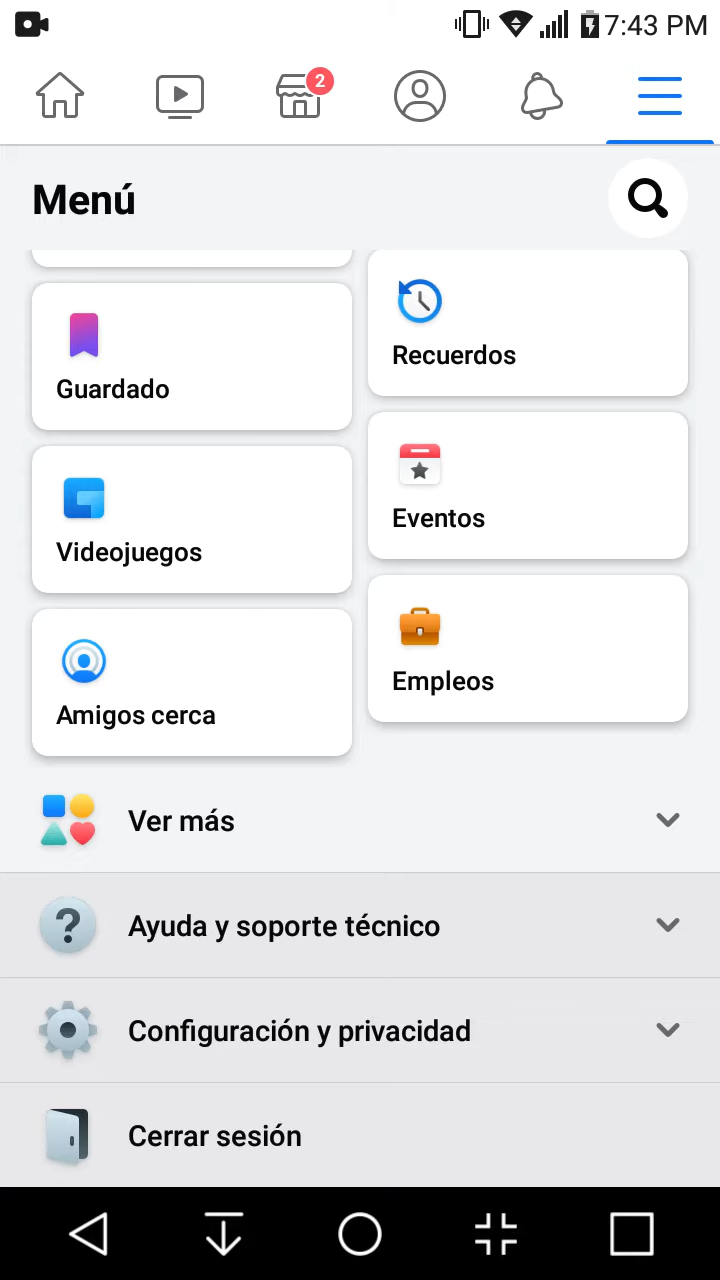 7:43 PM
2
Menú
Recuerdos
Guardado
Eventos
Videojuegos
Empleos
Amigos cerca
Ver más
Ayuda y soporte técnico
Configuración y privacidad
Cerrar sesión